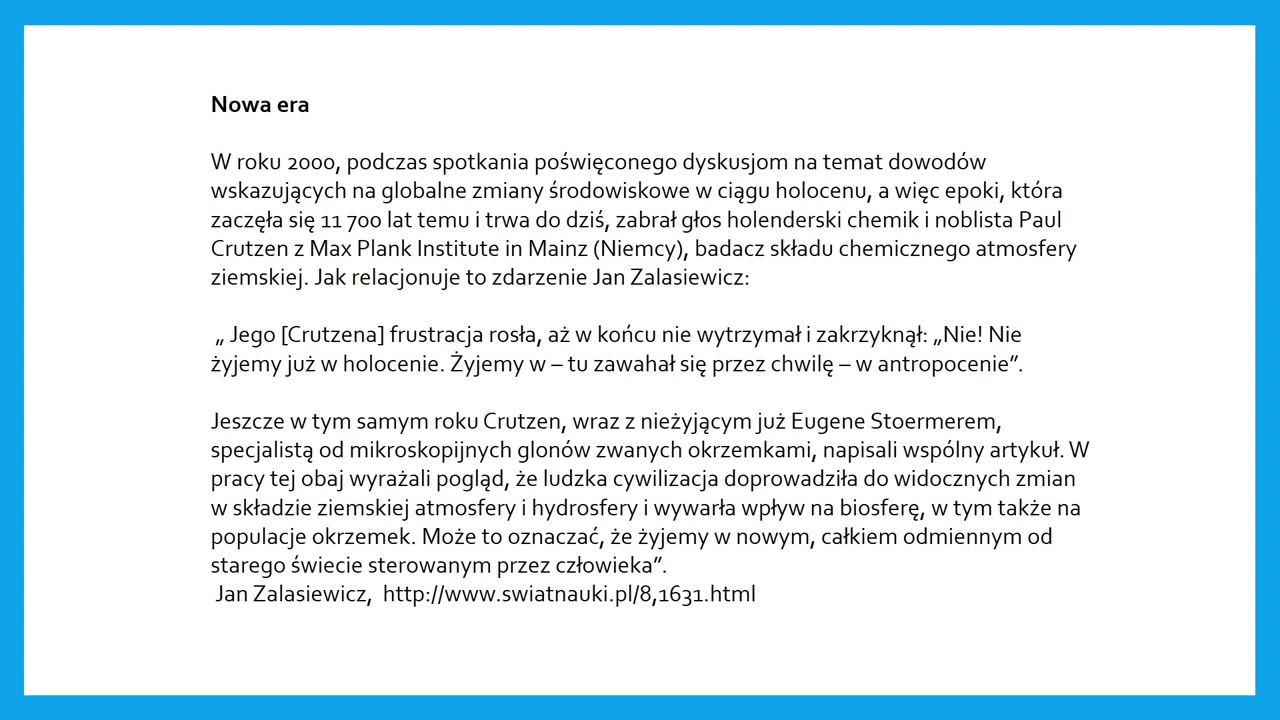 Nowa era
W roku 2000, podczas spotkania poświęconego dyskusjom na temat dowodów
wskazujących na globalne zmiany środowiskowe w ciągu holocenu, a więc epoki, która
zaczęła się 11 700 lat temu i trwa do dziś, zabrał głos holenderski chemik i noblista Paul
Crutzen z Max Plank Institute in Mainz (Niemcy), badacz składu chemicznego atmosfery
ziemskiej. Jak relacjonuje to zdarzenie Jan Zalasiewicz:
„ Jego [Crutzena] frustracja rosła, aż w końcu nie wytrzymał i zakrzyknął: „Nie! Nie
żyjemy już w holocenie. Żyjemy w – tu zawahał się przez chwilę – w antropocenie”.
Jeszcze w tym samym roku Crutzen, wraz z nieżyjącym już Eugene Stoermerem,
specjalistą od mikroskopijnych glonów zwanych okrzemkami, napisali wspólny artykuł. W
pracy tej obaj wyrażali pogląd, że ludzka cywilizacja doprowadziła do widocznych zmian
w składzie ziemskiej atmosfery i hydrosfery i wywarła wpływ na biosferę, w tym także na
populacje okrzemek. Może to oznaczać, że żyjemy w nowym, całkiem odmiennym od
starego świecie sterowanym przez człowieka”.
Jan Zalasiewicz,  http://www.swiatnauki.pl/8,1631.html